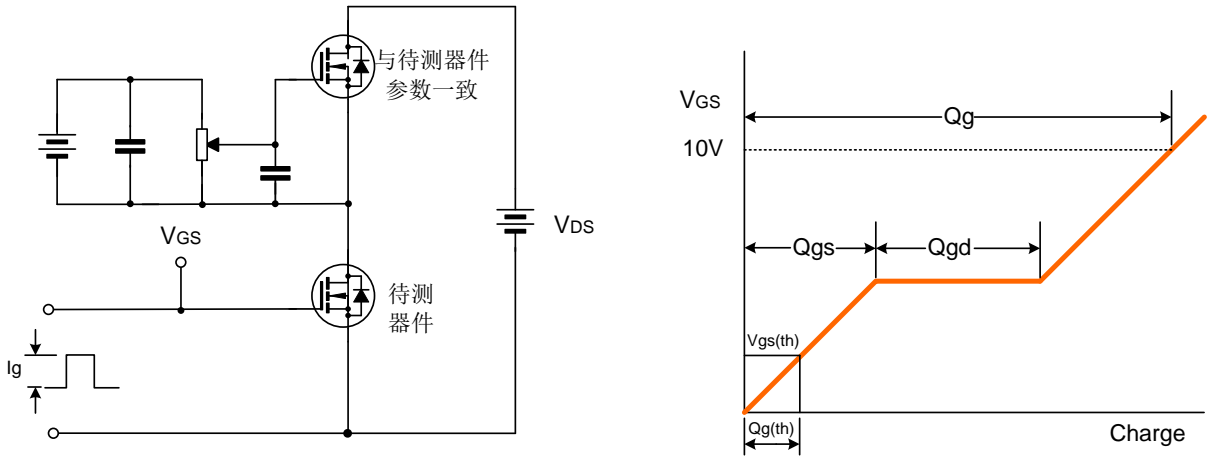 与待测器件
参数一致
VGS
VDS
待测
器件
Ig
VGS
Qg
10V
Qgs
Qgd
Vgs(th)
Qg(th)
Charge